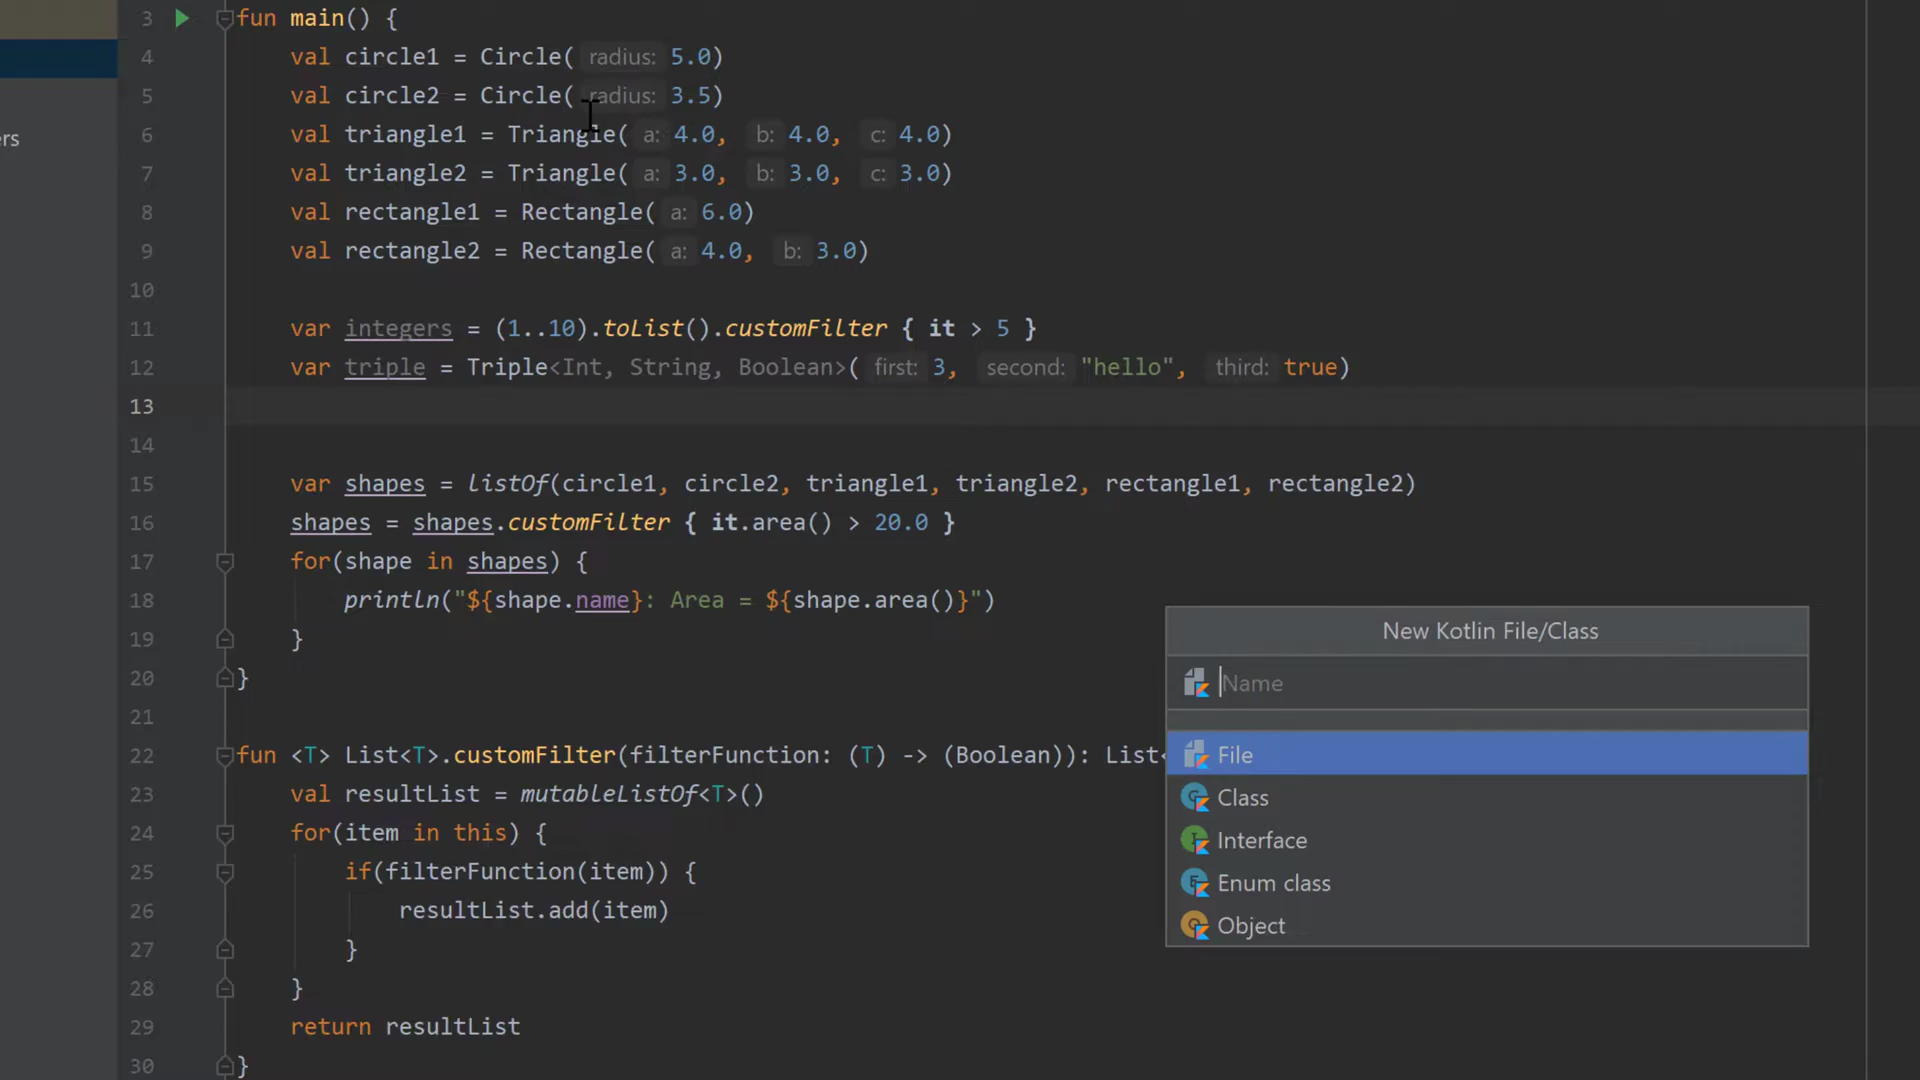 3 fun main() {
4 val circle1 = Circle( radius: 5.0)
5 val circle2 = Circle( radius: 3.5)
ers
6 val triangle1 = Triangle( a: 4.0, b: 4.0, c: 4.0)
7 val triangle2 = Triangle( a: 3.0, b: 3.0, c: 3.0)
8 val rectangle1 = Rectangle( a: 6.0)
9 val rectangle2 = Rectangle( a: 4.0, b: 3.0)
10
11 var integers = (1..10).toList().customFilter { it > 5 }
12 var triple = Triple<Int, String, Boolean>( first: 3, second: "hello", third: true)
13
14
15 var shapes = listOf(circle1, circle2, triangle1, triangle2, rectangle1, rectangle2)
16 shapes = shapes.customFilter { it.area() > 20.0 }
17 for(shape in shapes) {
18 println("${shape.name}: Area = ${shape.area()}")
19 }
20 }
21
22 fun <T> List<T>.customFilter(filterFunction: (T) -> (Boolean)): List<
23 val resultList = mutableListOf<T>()
24 for(item in this) {
25 if(filterFunction(item)) {
26 resultList.add(item)
27 }
28 }
29 return resultList
30 }
New Kotlin File/Class
Name
File
Class
Interface
Enum class
Object